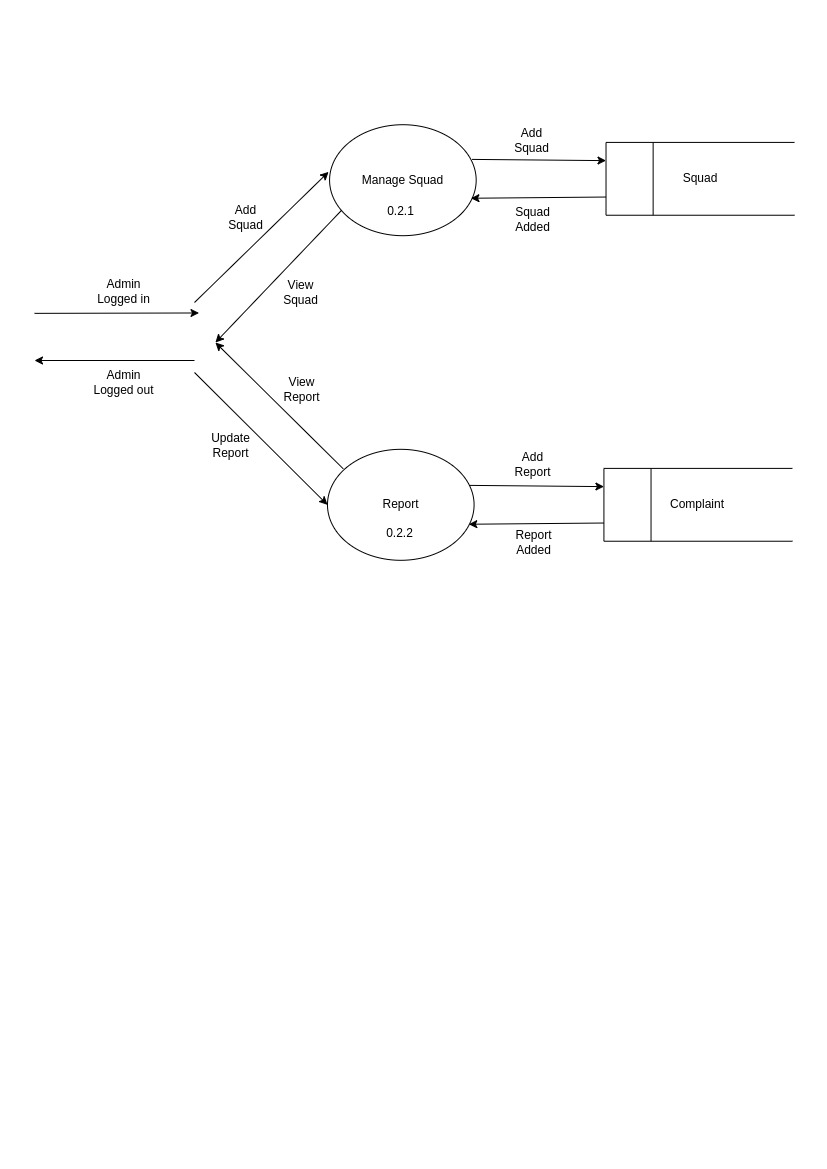 Add
Squad
Manage Squad
0.2.1
Squad
Squad
Added
Add
Squad
Admin
Logged in
View
Squad
Admin
Logged out
View
Report
Update
Report
Add
Report
Report
0.2.2
Complaint
Report
Added